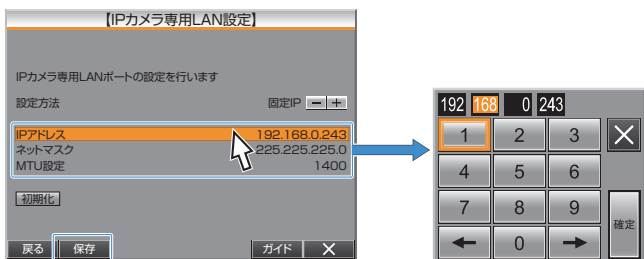 【IPカメラ専用LAN設定】
IPカメラ専用LANポートの設定を行います
設定方法 固定IP － ＋
IPアドレス 192.168.0.243
ネットマスク 225.225.225.0
MTU設定 1400
初期化
戻る 保存 ガイド ╳
192 168 0 243
1 2 3 ╳
4 5 6
7 8 9 確定
← 0 →